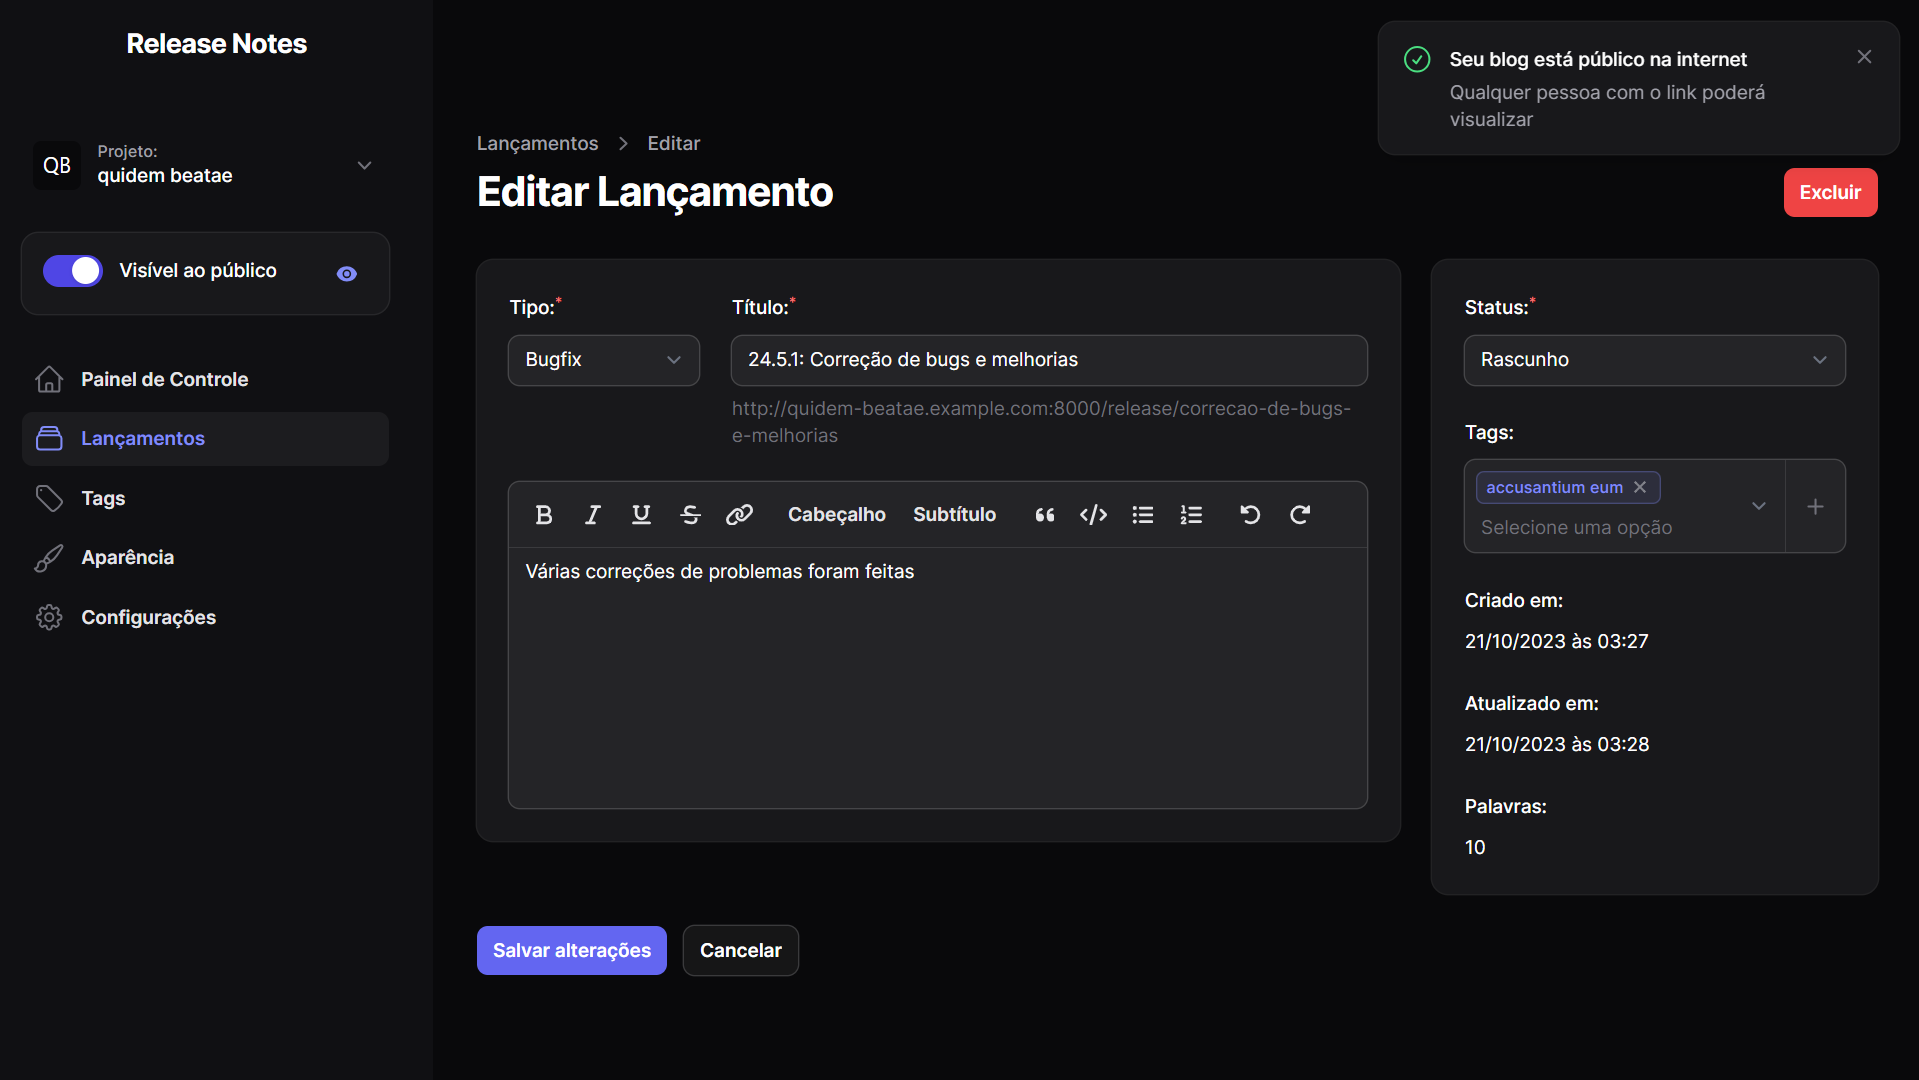 Release Notes
QB
Projeto:
quidem beatae
Visível ao público
Painel de Controle
Lançamentos
Tags
Aparência
Configurações
Seu blog está público na internet
Qualquer pessoa com o link poderá
visualizar
Lançamentos > Editar
Editar Lançamento
Excluir
Tipo:*
Bugfix
Título:*
24.5.1: Correção de bugs e melhorias
http://quidem-beatae.example.com:8000/release/correcao-de-bugs-
e-melhorias
Cabeçalho Subtítulo
Várias correções de problemas foram feitas
Salvar alterações
Cancelar
Status:*
Rascunho
Tags:
accusantium eum
Selecione uma opção
Criado em:
21/10/2023 às 03:27
Atualizado em:
21/10/2023 às 03:28
Palavras:
10